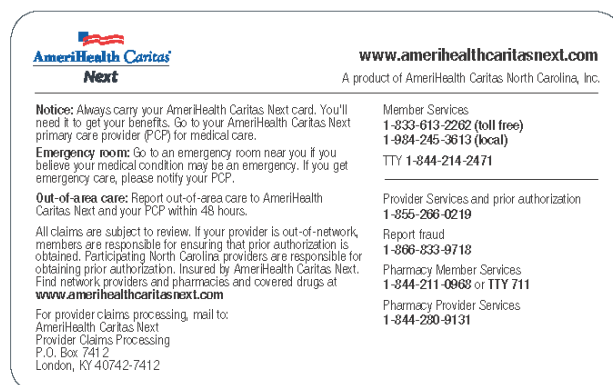 AmeriHealth Caritas
Next
www.amerihealthcaritasnext.com
A product of AmeriHealth Caritas North Carolina, Inc.
Notice: Always carry your AmeriHealth Caritas Next card. You'll
need it to get your benefits. Go to your AmeriHealth Caritas Next
primary care provider (PCP) for medical care.
Emergency room: Go to an emergency room near you if you
believe your medical condition may be an emergency. If you get
emergency care, please notify your PCP.
Out-of-area care: Report out-of-area care to AmeriHealth
Caritas Next and your PCP within 48 hours.
All claims are subject to review. If your provider is out-of-network,
members are responsible for ensuring that prior authorization is
obtained. Participating North Carolina providers are responsible for
obtaining prior authorization. Insured by AmeriHealth Caritas Next.
Find network providers and pharmacies and covered drugs at
www.amerihealthcaritasnext.com
For provider claims processing, mail to:
AmeriHealth Caritas Next
Provider Claims Processing
P.O. Box 7412
London, KY 40742-7412
Member Services
1-833-613-2262 (toll free)
1-984-245-3613 (local)
TTY 1-844-214-2471
Provider Services and prior authorization
1-855-266-0219
Report fraud
1-866-833-9718
Pharmacy Member Services
1-844-211-0968 or TTY 711
Pharmacy Provider Services
1-844-280-9131